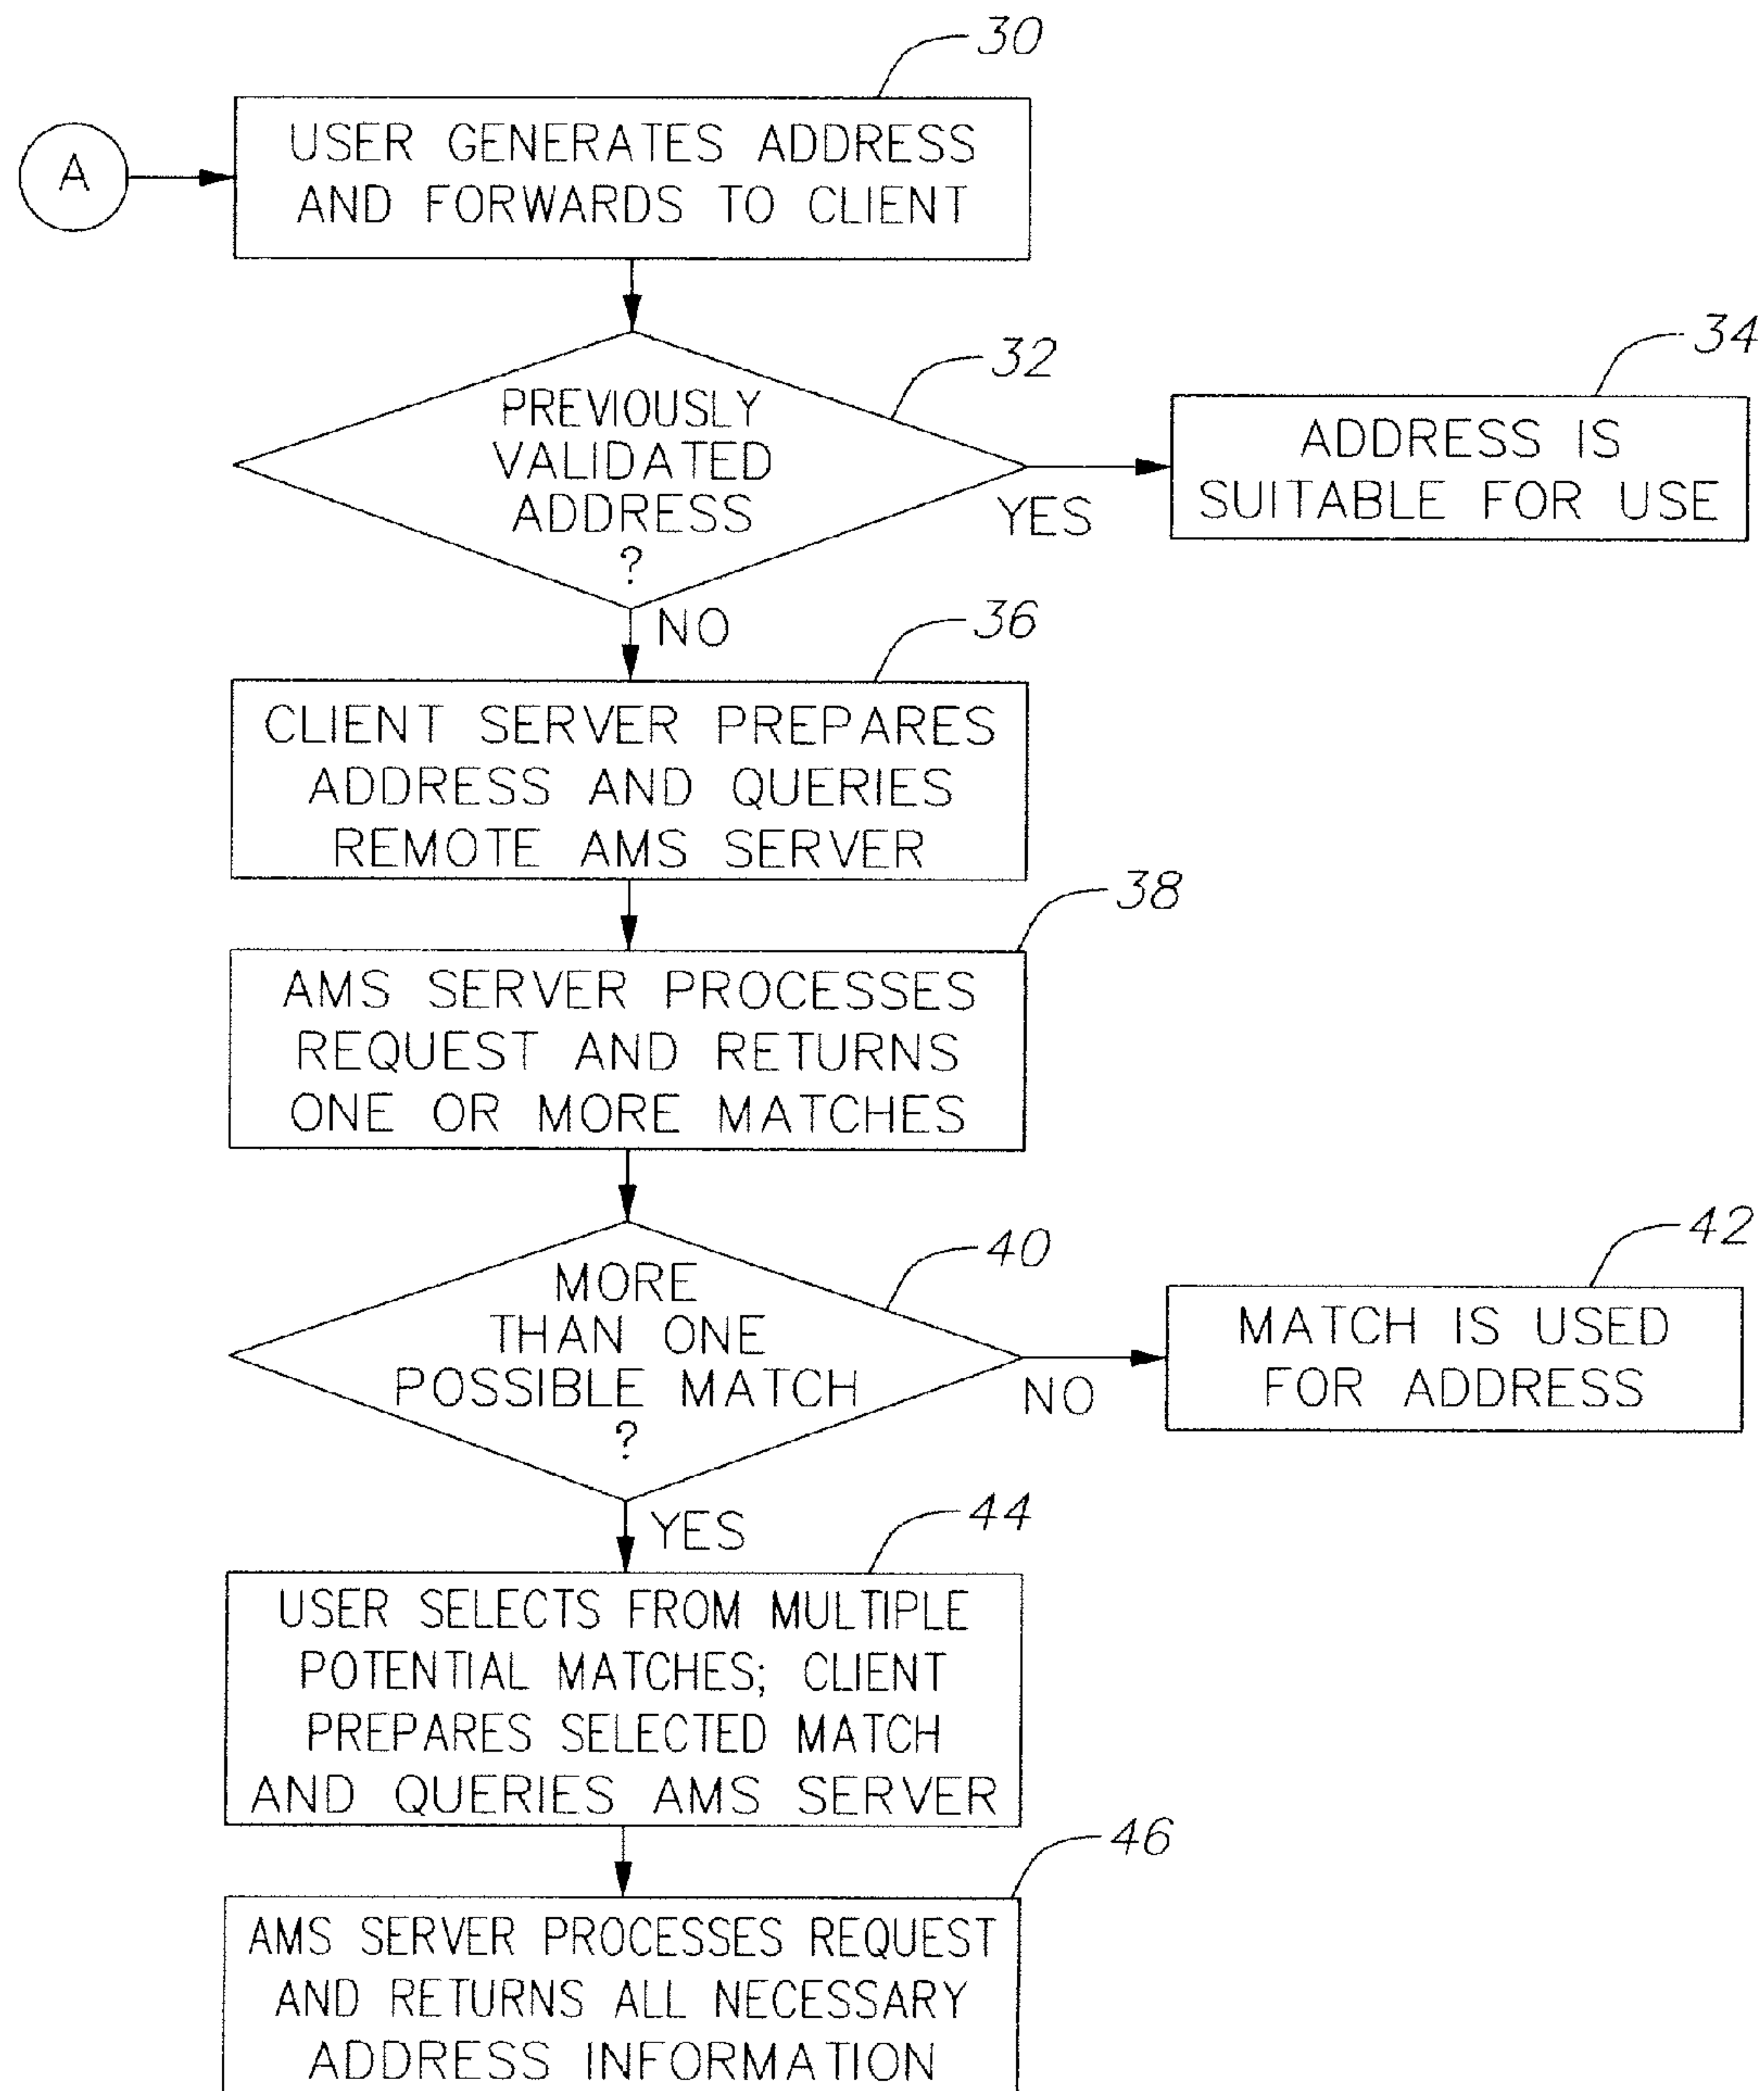 30
A
USER GENERATES ADDRESS
AND FORWARDS TO CLIENT
32
PREVIOUSLY
VALIDATED
ADDRESS
?
YES
34
ADDRESS IS
SUITABLE FOR USE
NO
36
CLIENT SERVER PREPARES
ADDRESS AND QUERIES
REMOTE AMS SERVER
38
AMS SERVER PROCESSES
REQUEST AND RETURNS
ONE OR MORE MATCHES
40
MORE
THAN ONE
POSSIBLE MATCH
?
NO
42
MATCH IS USED
FOR ADDRESS
YES
44
USER SELECTS FROM MULTIPLE
POTENTIAL MATCHES; CLIENT
PREPARES SELECTED MATCH
AND QUERIES AMS SERVER
46
AMS SERVER PROCESSES REQUEST
AND RETURNS ALL NECESSARY
ADDRESS INFORMATION